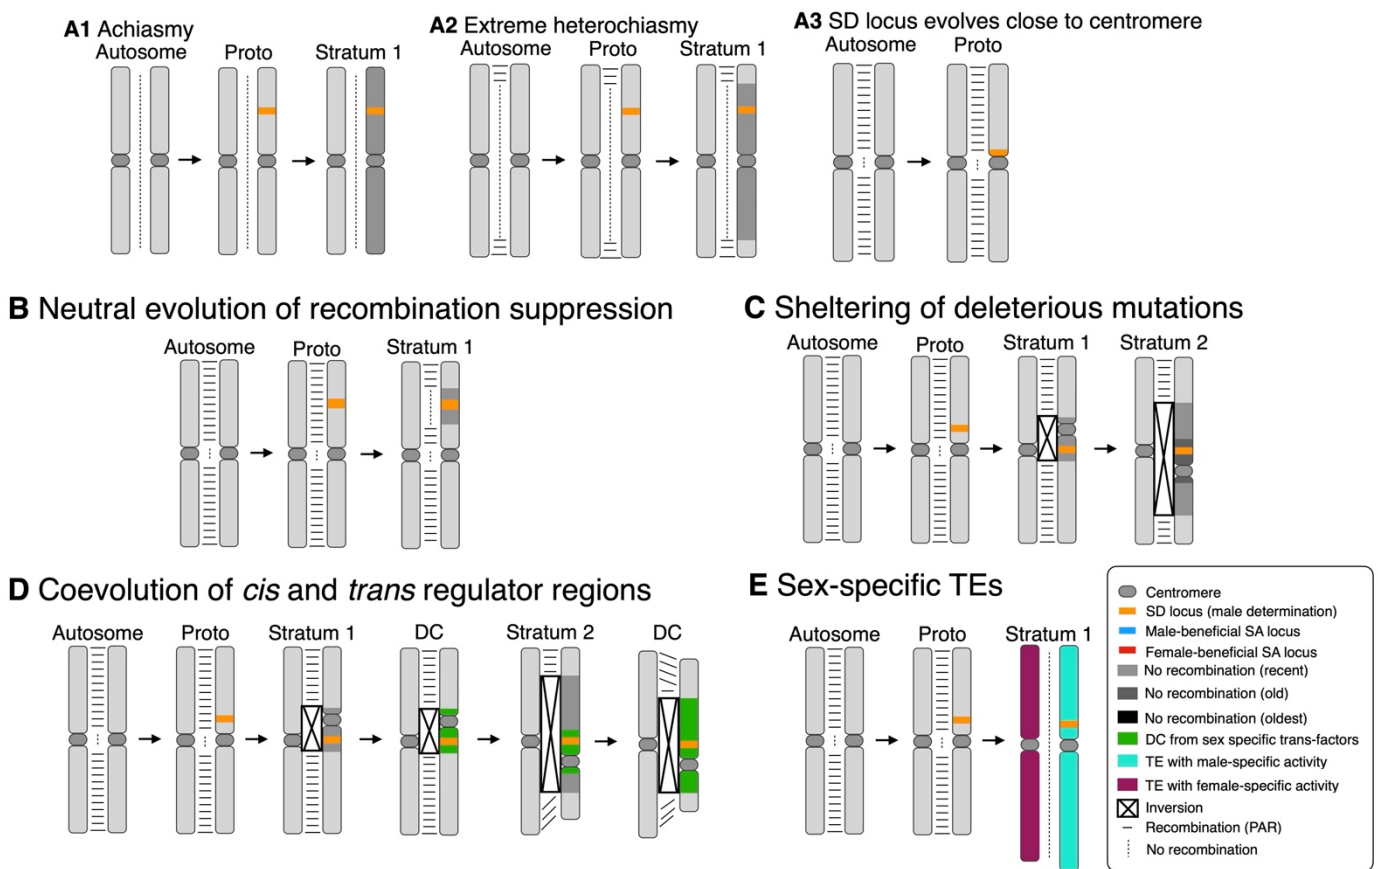 A1 Achiasmy
Autosome Proto Stratum 1
A2 Extreme heterochiasmy
Autosome Proto Stratum 1
A3 SD locus evolves close to centromere
Autosome Proto
B Neutral evolution of recombination suppression
Autosome Proto Stratum 1
C Sheltering of deleterious mutations
Autosome Proto Stratum 1 Stratum 2
D Coevolution of cis and trans regulator regions
Autosome Proto Stratum 1 DC Stratum 2 DC
E Sex-specific TEs
Autosome Proto Stratum 1
Centromere
SD locus (male determination)
Male-beneficial SA locus
Female-beneficial SA locus
No recombination (recent)
No recombination (old)
No recombination (oldest)
DC from sex specific trans-factors
TE with male-specific activity
TE with female-specific activity
Inversion
Recombination (PAR)
No recombination